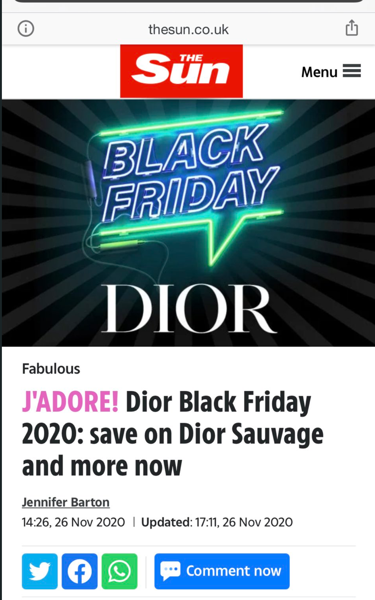 thesun.co.uk
THE
Sun
Menu
BLACK
FRIDAY
DIOR
Fabulous
J'ADORE! Dior Black Friday
2020: save on Dior Sauvage
and more now
Jennifer Barton
14:26, 26 Nov 2020 | Updated: 17:11, 26 Nov 2020
Comment now